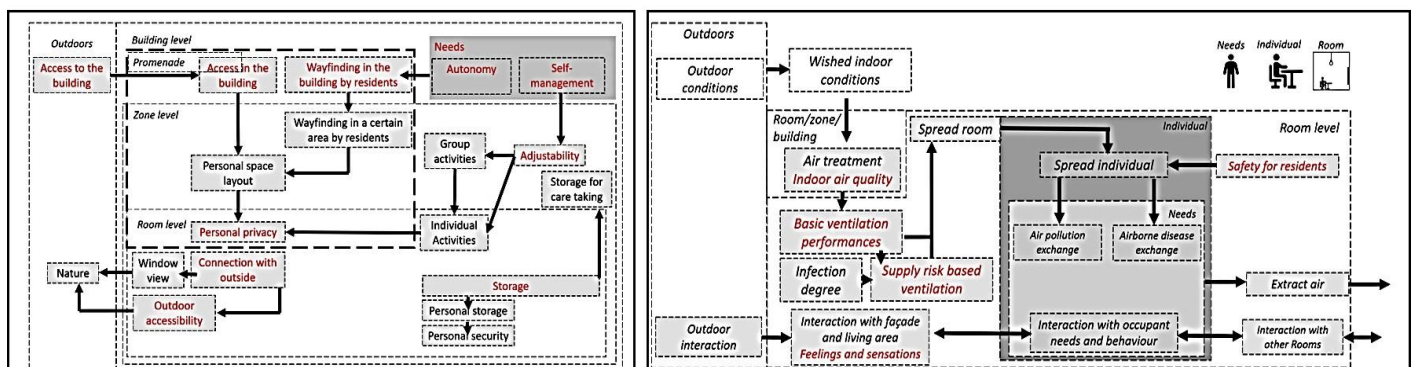 Outdoors
Building level
Promenade
Access to the
building
Access in the
building
Wayfinding in the
building by residents
Needs
Autonomy
Self-
management
Zone level
Wayfinding in a certain
area by residents
Group
activities
Adjustability
Personal space
layout
Storage for
care taking
Room level
Personal privacy
Individual
Activities
Nature
Window
view
Connection with
outside
Outdoor
accessibility
Storage
Personal storage
Personal security
Outdoors
Outdoor
conditions
Wished indoor
conditions
Needs
Individual
Room
Room/zone/
building
Spread room
Individual
Room level
Air treatment
Indoor air quality
Spread individual
Safety for residents
Basic ventilation
performances
Needs
Air pollution
exchange
Airborne disease
exchange
Infection
degree
Supply risk based
ventilation
Extract air
Outdoor
interaction
Interaction with façade
and living area
Feelings and sensations
Interaction with occupant
needs and behaviour
Interaction with
other Rooms